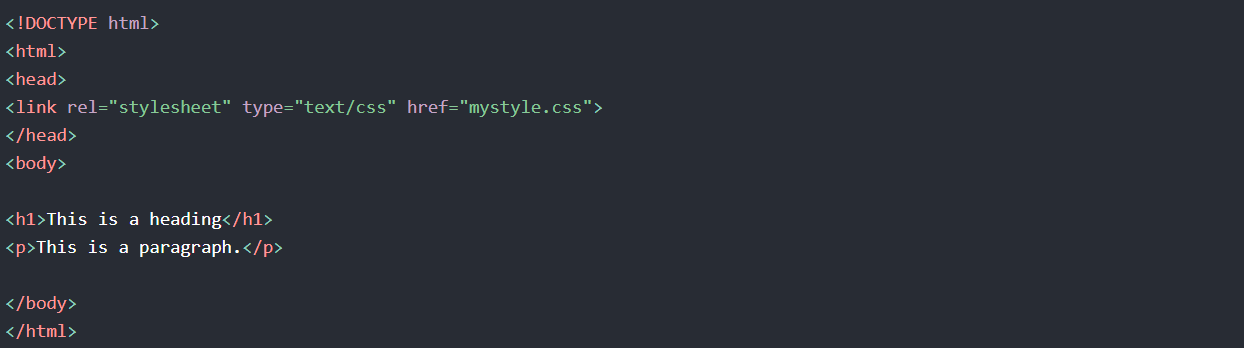 <!DOCTYPE html>
<html>
<head>
<link rel="stylesheet" type="text/css" href="mystyle.css">
</head>
<body>
<h1>This is a heading</h1>
<p>This is a paragraph.</p>
</body>
</html>